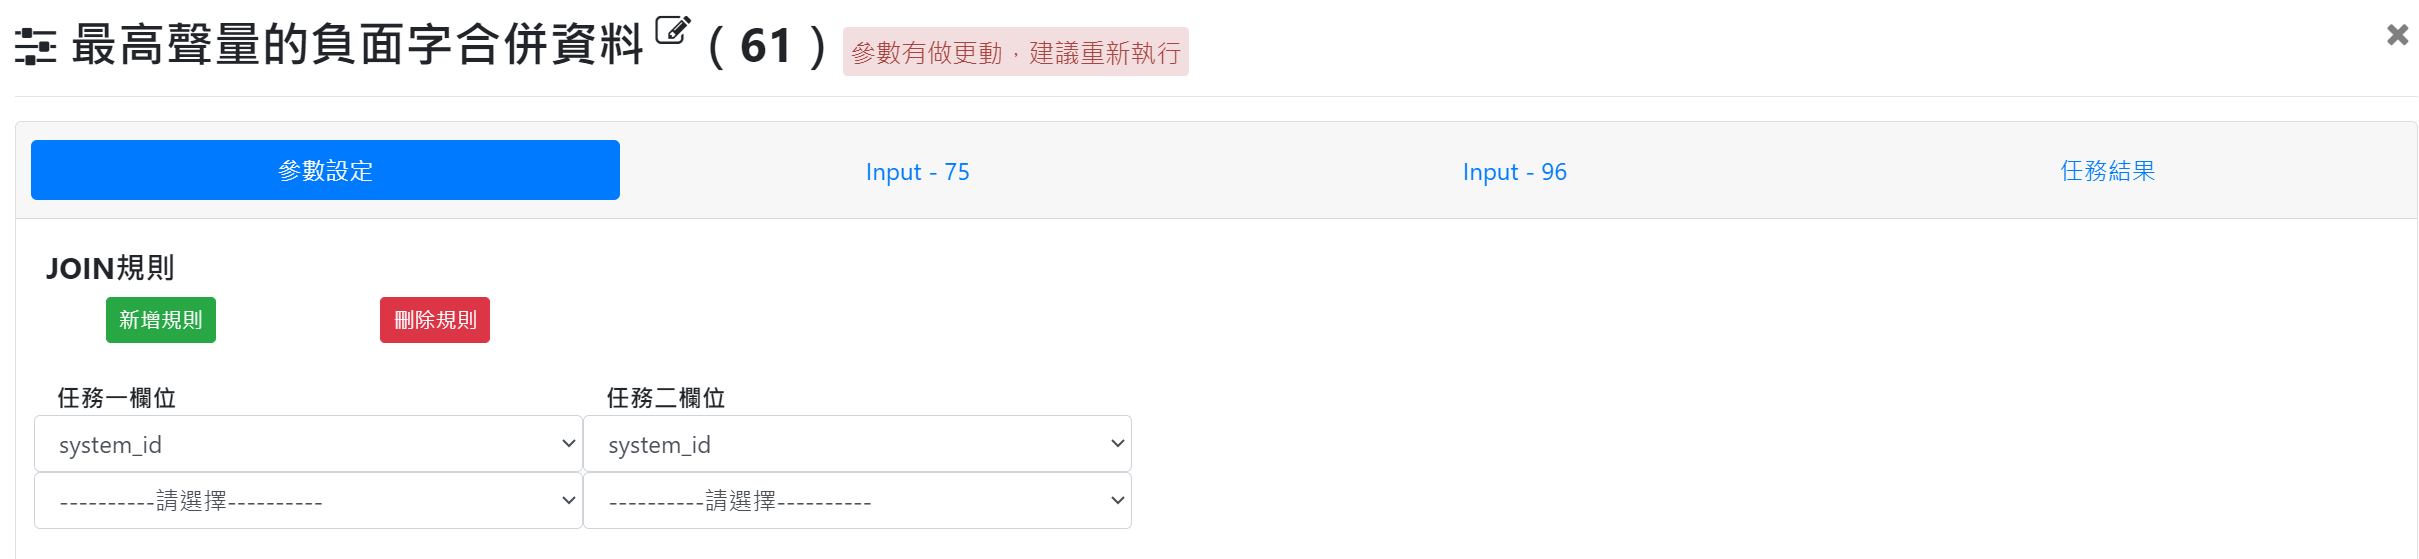 最高聲量的負面字合併資料 ( 61 ) 參數有做更動，建議重新執行
參數設定 Input - 75 Input - 96 任務結果
JOIN規則
新增規則 刪除規則
任務一欄位 任務二欄位
system_id system_id
----------請選擇---------- ----------請選擇----------